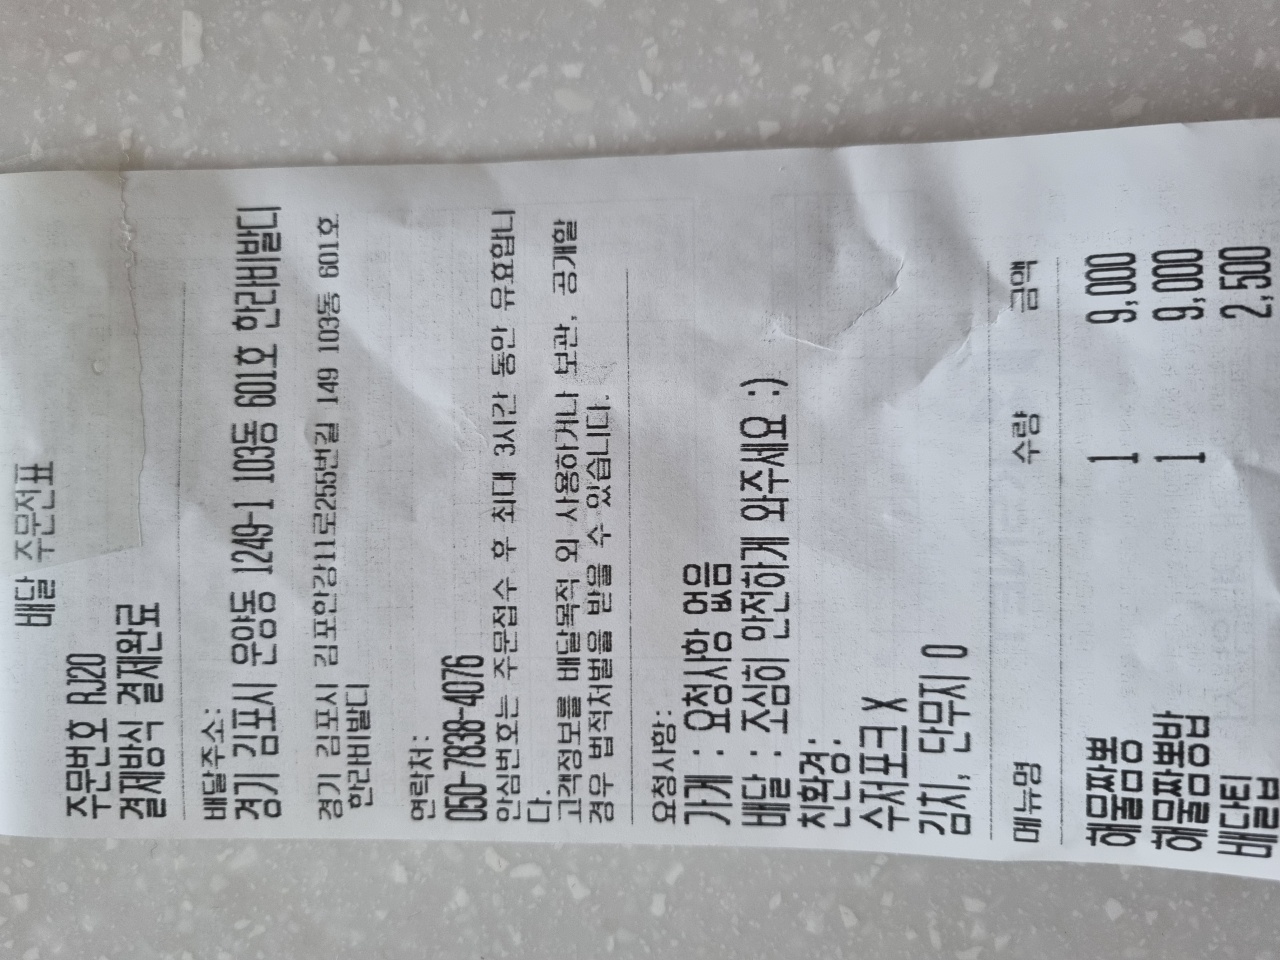 배달 주문전표
주문번호 RJ20
결제방식 결제완료
배달주소:
경기 김포시 운양동 1249-1 103동 601호 한라비발디
경기 김포시 김포한강11로255번길 149 103동 601호
한라비발디
연락처:
050-7838-4076
안심번호는 주문접수 후 최대 3시간 동안 유효합니
다.
고객정보를 배달목적 외 사용하거나 보관, 공개할
경우 법적처벌을 받을 수 있습니다.
요청사항:
가게 : 요청사항 없음
배달 : 조심히 안전하게 와주세요 :)
친환경:
수저포크 X
김치, 단무지 O
메뉴명 수량 금액
해물짬뽕 1 9,000
해물짬뽕밥 1 9,000
배달팁 2,500